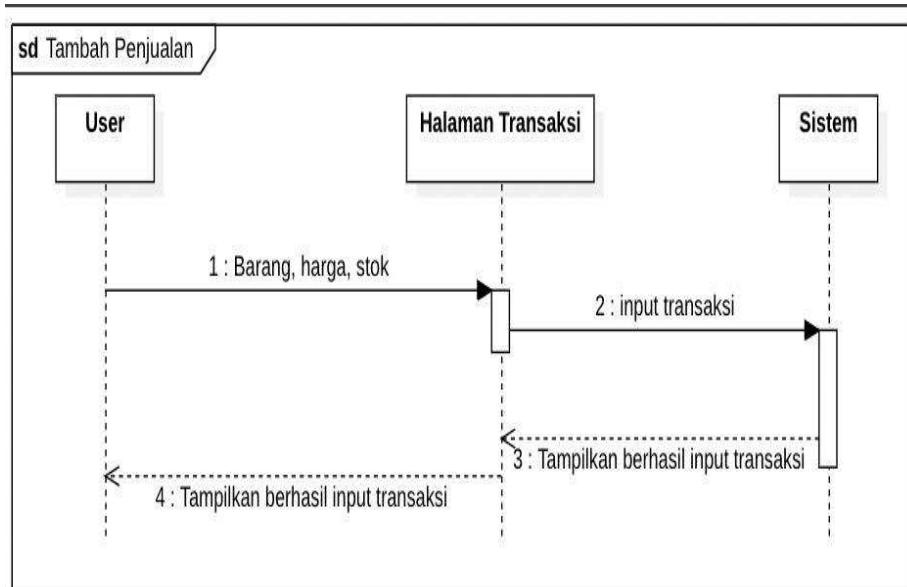 sd Tambah Penjualan
User
Halaman Transaksi
Sistem
1 : Barang, harga, stok
2 : input transaksi
3 : Tampilkan berhasil input transaksi
4 : Tampilkan berhasil input transaksi